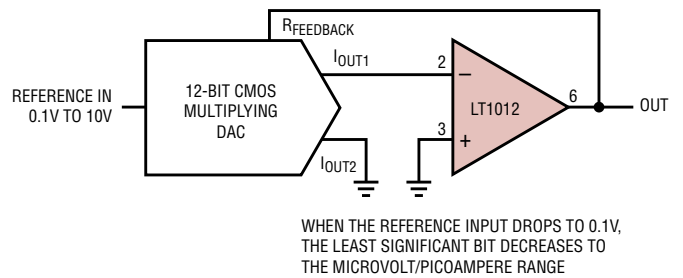 RFEEDBACK
IOUT1
2
−
REFERENCE IN
0.1V TO 10V
12-BIT CMOS
MULTIPLYING
DAC
LT1012
6
OUT
3
+
IOUT2
WHEN THE REFERENCE INPUT DROPS TO 0.1V,
THE LEAST SIGNIFICANT BIT DECREASES TO
THE MICROVOLT/PICOAMPERE RANGE